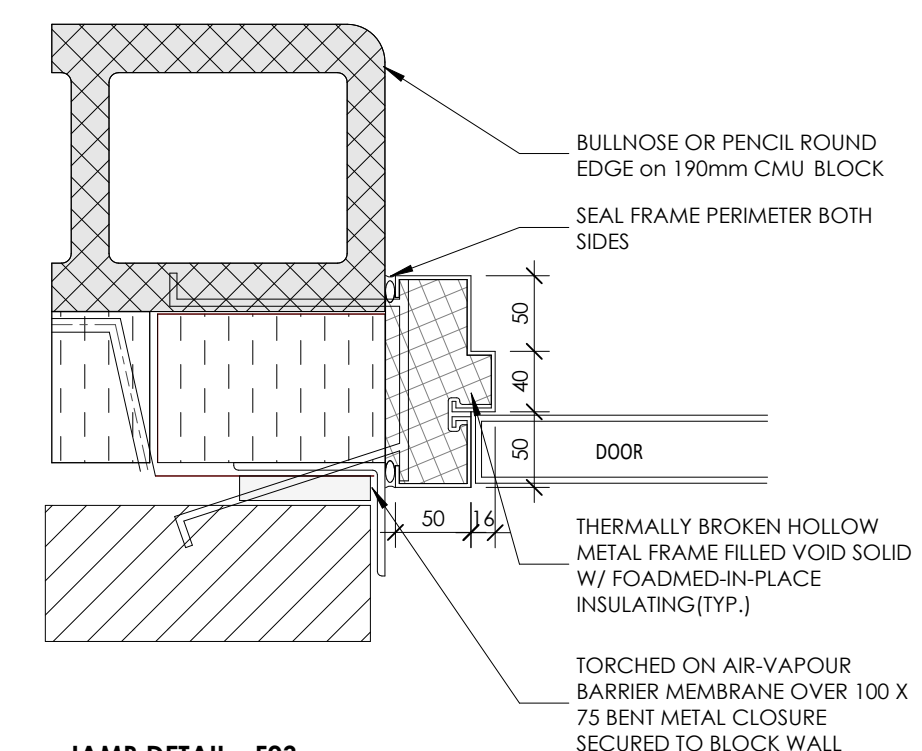 BULLNOSE OR PENCIL ROUND
EDGE on 190mm CMU BLOCK
SEAL FRAME PERIMETER BOTH
SIDES
50
40
50
DOOR
50
16
THERMALLY BROKEN HOLLOW
METAL FRAME FILLED VOID SOLID
W/ FOADMED-IN-PLACE
INSULATING(TYP.)
TORCHED ON AIR-VAPOUR
BARRIER MEMBRANE OVER 100 X
75 BENT METAL CLOSURE
SECURED TO BLOCK WALL